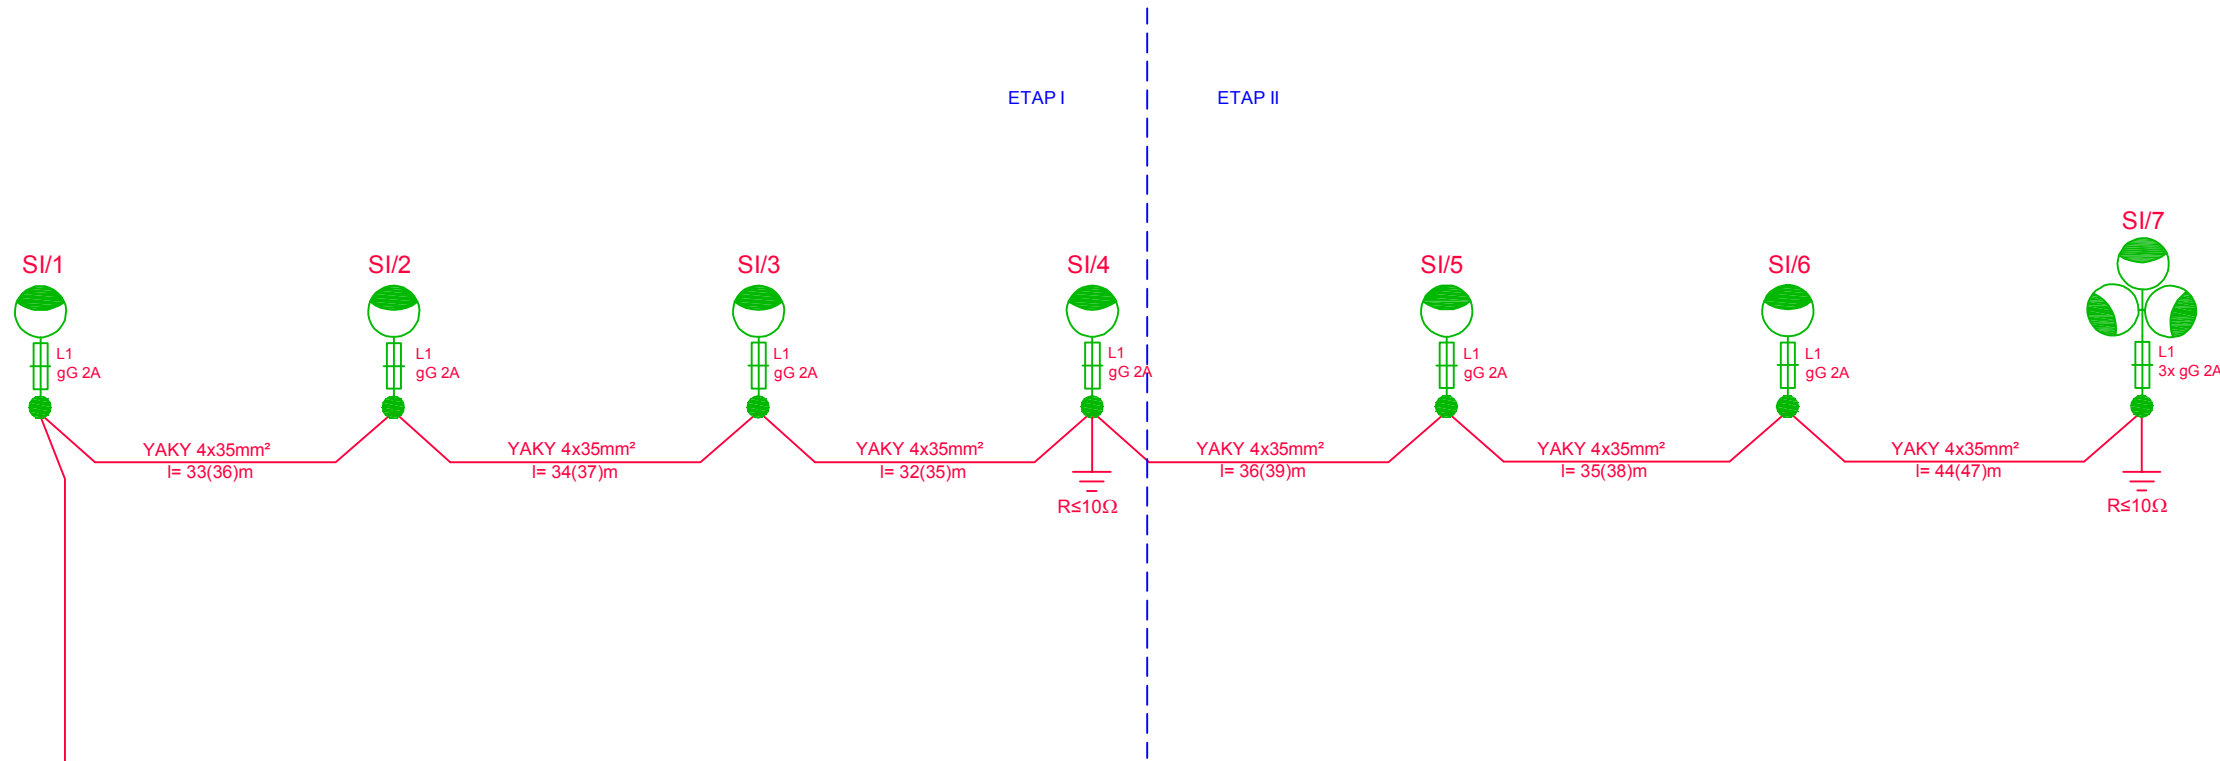 ETAP I
ETAP II
SI/1
SI/2
SI/3
SI/4
SI/5
SI/6
SI/7
L1
gG 2A
L1
gG 2A
L1
gG 2A
L1
gG 2A
L1
gG 2A
L1
gG 2A
L1
3x gG 2A
YAKY 4x35mm²
l= 33(36)m
YAKY 4x35mm²
l= 34(37)m
YAKY 4x35mm²
l= 32(35)m
YAKY 4x35mm²
l= 36(39)m
YAKY 4x35mm²
l= 35(38)m
YAKY 4x35mm²
l= 44(47)m
R≤10Ω
R≤10Ω